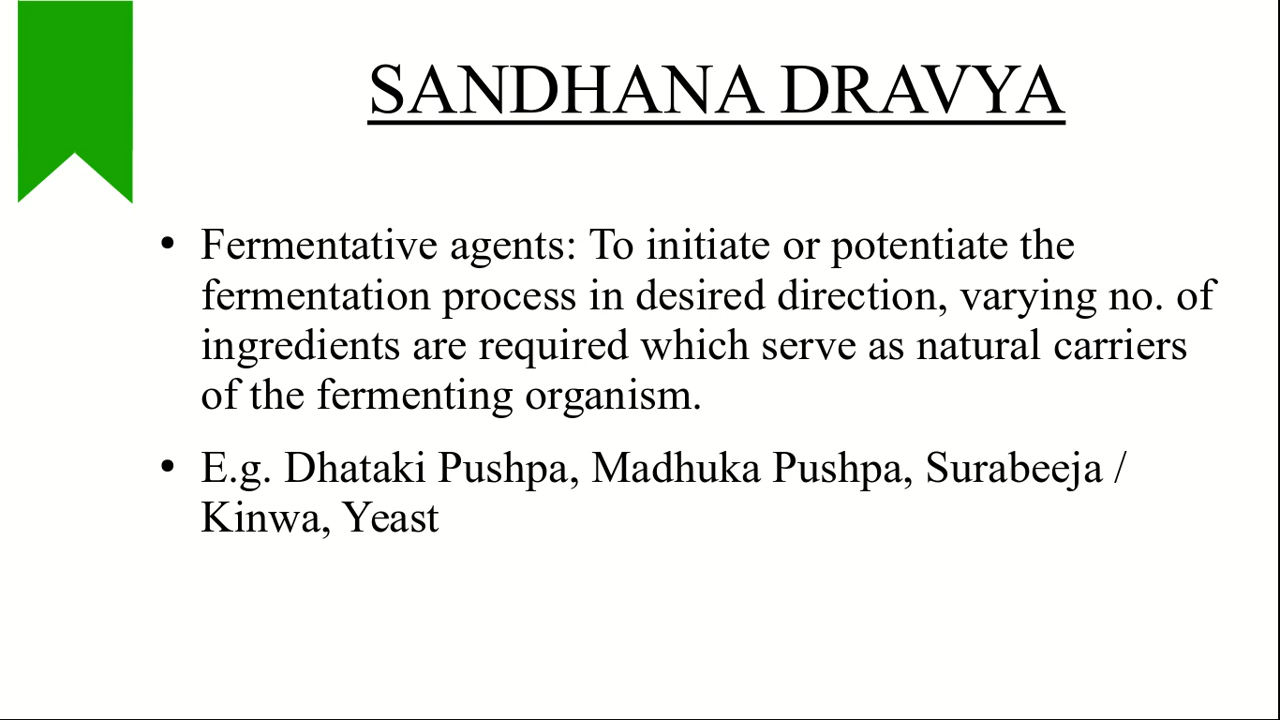 SANDHANA DRAVYA
• Fermentative agents: To initiate or potentiate the
fermentation process in desired direction, varying no. of
ingredients are required which serve as natural carriers
of the fermenting organism.
• E.g. Dhataki Pushpa, Madhuka Pushpa, Surabeeja /
Kinwa, Yeast